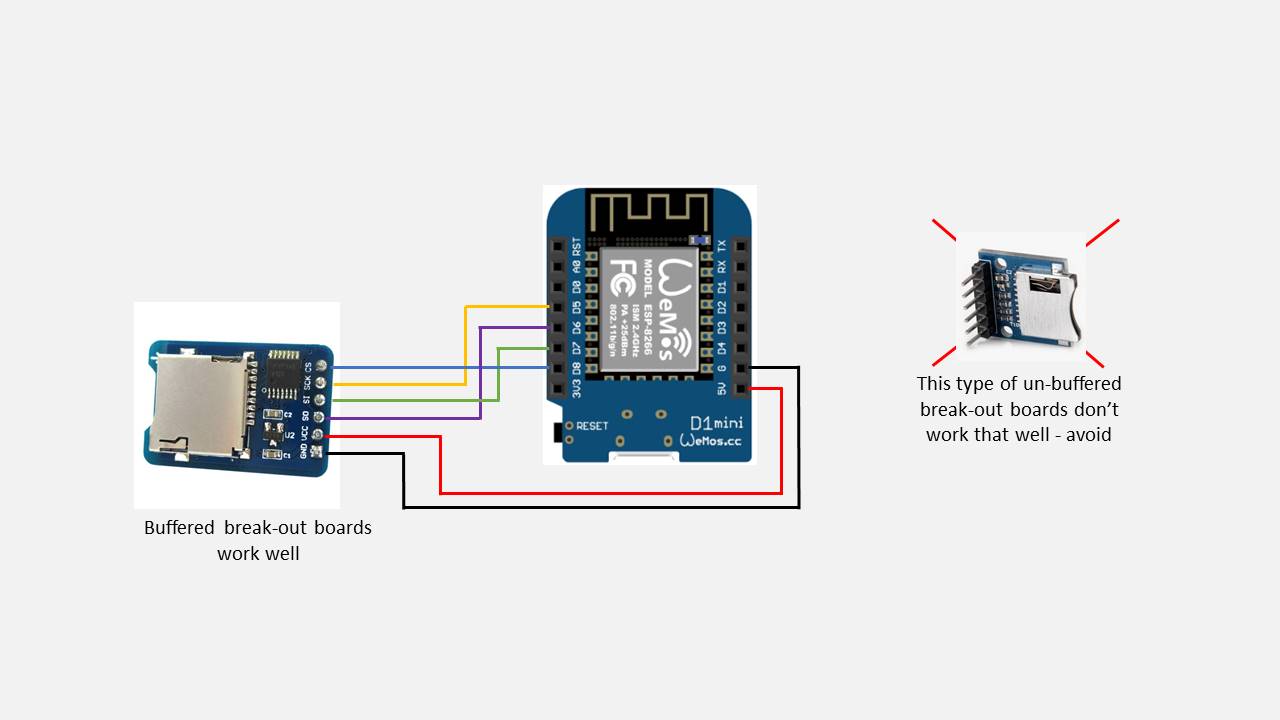 RST
A0
D0
D5
D6
D7
D8
3V3
TX
RX
D1
D2
D3
D4
G
5V
WeMos
MODEL ESP-8266
ISM 2.4GHz
PA +25dBm
802.11b/g/n
FC
RESET
D1 mini
WeMos.cc
CS
SCK
SI
SO
VCC
GND
C2
U2
C1
Buffered break-out boards
work well
This type of un-buffered
break-out boards don't
work that well - avoid